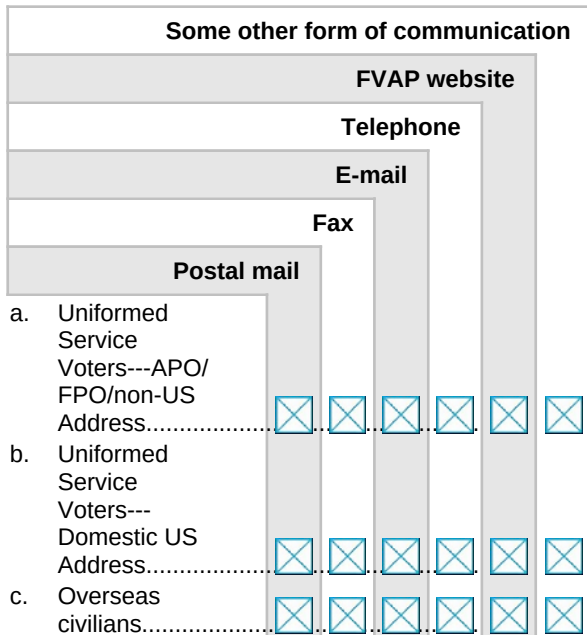 Some other form of communication
FVAP website
Telephone
E-mail
Fax
Postal mail
a. Uniformed
Service
Voters---APO/
FPO/non-US
Address......................................................
b. Uniformed
Service
Voters---
Domestic US
Address......................................................
c. Overseas
civilians......................................................